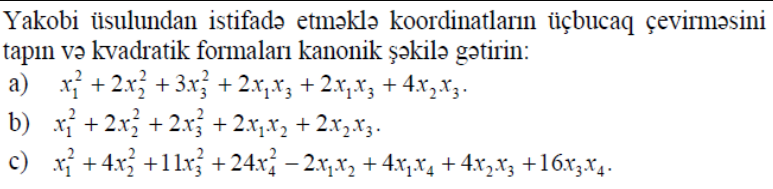 Yakobi üsulundan istifadə etməklə koordinatların üçbucaq çevirməsini
tapın və kvadratik formaları kanonik şəkilə gətirin:
a) x₁² + 2x₂² + 3x₃² + 2x₁x₃ + 2x₁x₃ + 4x₂x₃.
b) x₁² + 2x₂² + 2x₃² + 2x₁x₂ + 2x₂x₃.
c) x₁² + 4x₂² + 11x₃² + 24x₄² − 2x₁x₂ + 4x₁x₄ + 4x₂x₃ + 16x₃x₄.